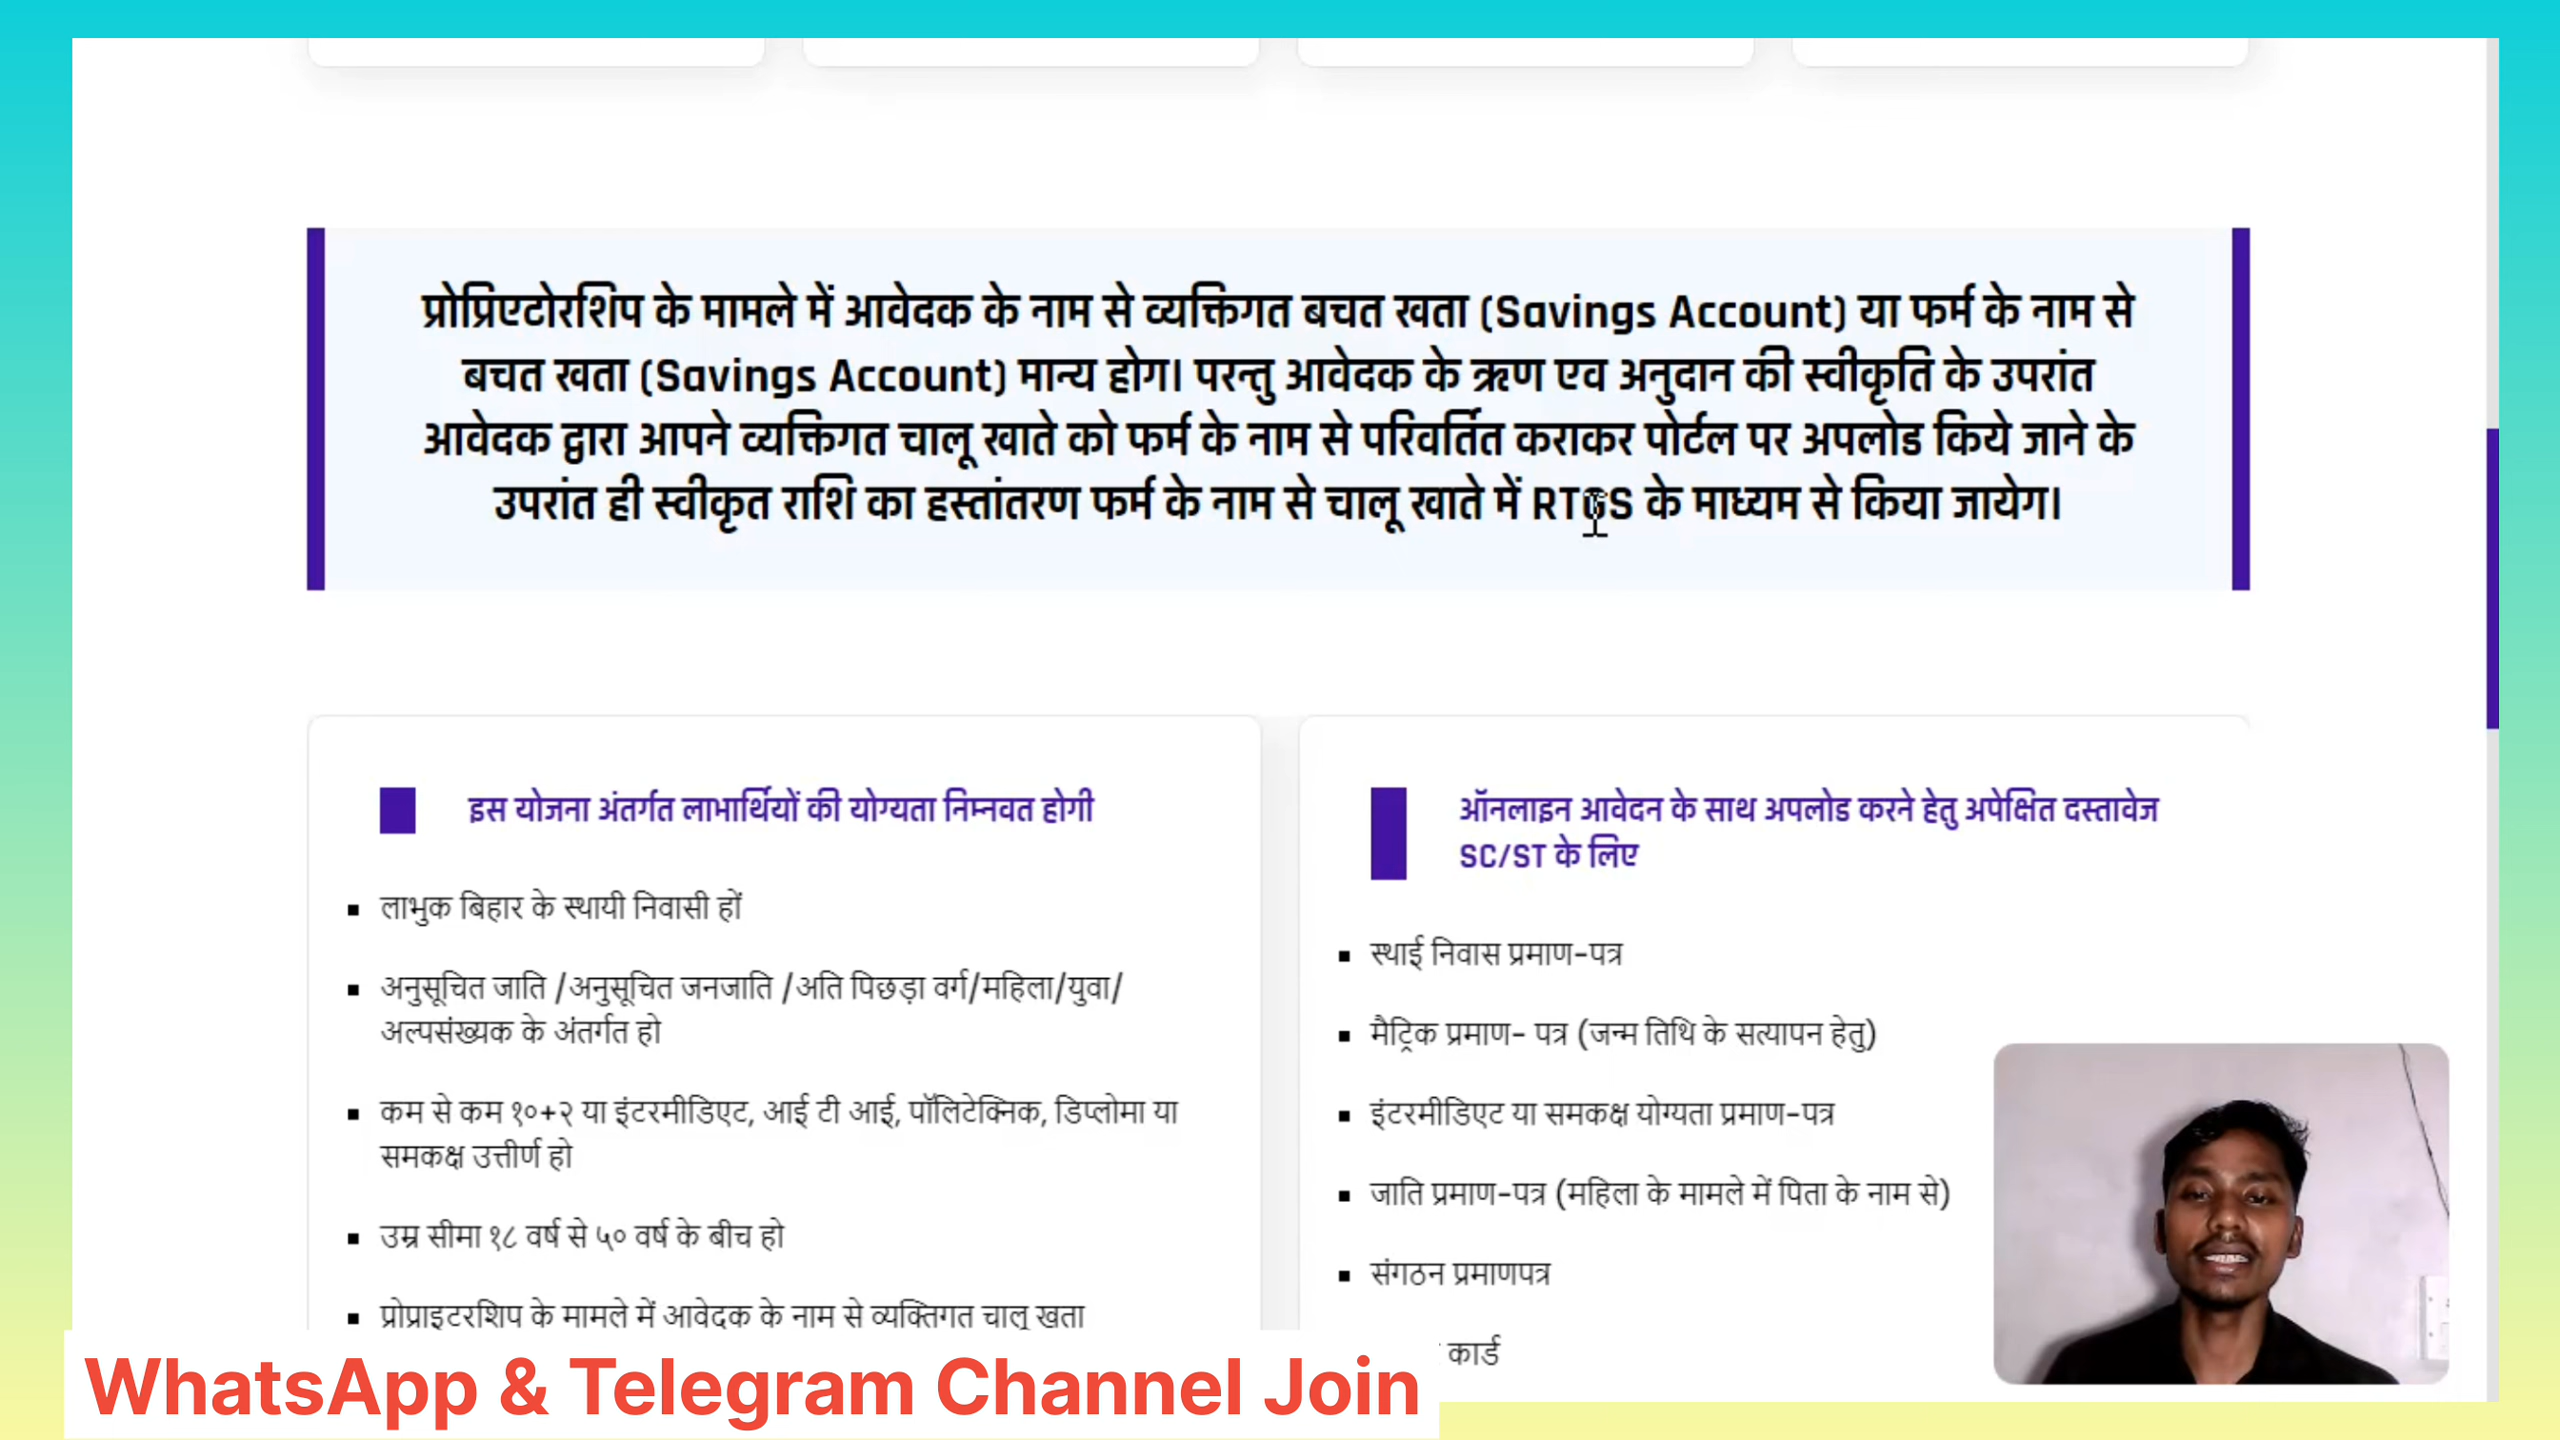 प्रोप्रिएटोरशिप के मामले में आवेदक के नाम से व्यक्तिगत बचत खता (Savings Account) या फर्म के नाम से
बचत खता (Savings Account) मान्य होग। परन्तु आवेदक के ऋण एव अनुदान की स्वीकृति के उपरांत
आवेदक द्वारा आपने व्यक्तिगत चालू खाते को फर्म के नाम से परिवर्तित कराकर पोर्टल पर अपलोड किये जाने के
उपरांत ही स्वीकृत राशि का हस्तांतरण फर्म के नाम से चालू खाते में RTGS के माध्यम से किया जायेग।
इस योजना अंतर्गत लाभार्थियों की योग्यता निम्नवत होगी
लाभुक बिहार के स्थायी निवासी हों
अनुसूचित जाति /अनुसूचित जनजाति /अति पिछड़ा वर्ग/महिला/युवा/
अल्पसंख्यक के अंतर्गत हो
कम से कम १०+२ या इंटरमीडिएट, आई टी आई, पॉलिटेक्निक, डिप्लोमा या
समकक्ष उत्तीर्ण हो
उम्र सीमा १८ वर्ष से ५० वर्ष के बीच हो
प्रोप्राइटरशिप के मामले में आवेदक के नाम से व्यक्तिगत चालू खता
ऑनलाइन आवेदन के साथ अपलोड करने हेतु अपेक्षित दस्तावेज
SC/ST के लिए
स्थाई निवास प्रमाण-पत्र
मैट्रिक प्रमाण- पत्र (जन्म तिथि के सत्यापन हेतु)
इंटरमीडिएट या समकक्ष योग्यता प्रमाण-पत्र
जाति प्रमाण-पत्र (महिला के मामले में पिता के नाम से)
संगठन प्रमाणपत्र
कार्ड
WhatsApp & Telegram Channel Join